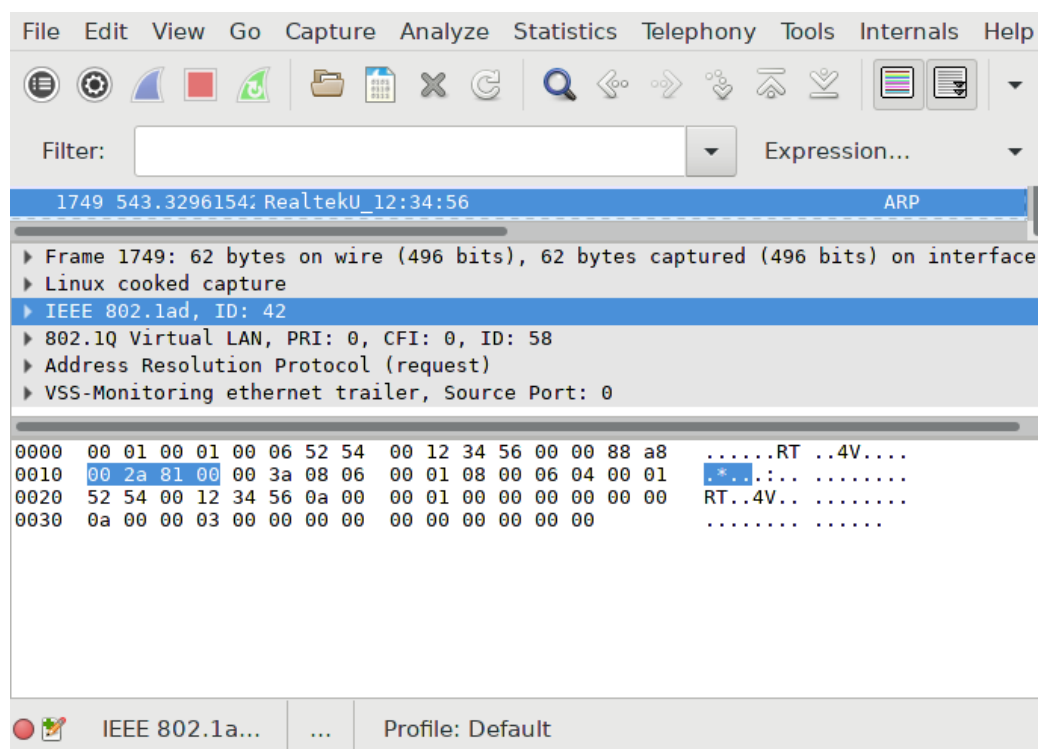 File Edit View Go Capture Analyze Statistics Telephony Tools Internals Help
Filter: Expression...
1749 543.32961542 RealtekU_12:34:56 ARP
Frame 1749: 62 bytes on wire (496 bits), 62 bytes captured (496 bits) on interface
Linux cooked capture
IEEE 802.1ad, ID: 42
802.1Q Virtual LAN, PRI: 0, CFI: 0, ID: 58
Address Resolution Protocol (request)
VSS-Monitoring ethernet trailer, Source Port: 0
0000 00 01 00 01 00 06 52 54 00 12 34 56 00 00 88 a8 ......RT ..4V....
0010 00 2a 81 00 00 3a 08 06 00 01 08 00 06 04 00 01 .*...:.. ........
0020 52 54 00 12 34 56 0a 00 00 01 00 00 00 00 00 00 RT..4V.. ........
0030 0a 00 00 03 00 00 00 00 00 00 00 00 00 00 ........ ......
IEEE 802.1a... ... Profile: Default